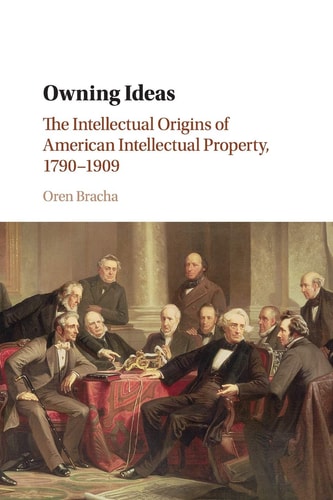 Owning Ideas
The Intellectual Origins of
American Intellectual Property,
1790–1909
Oren Bracha